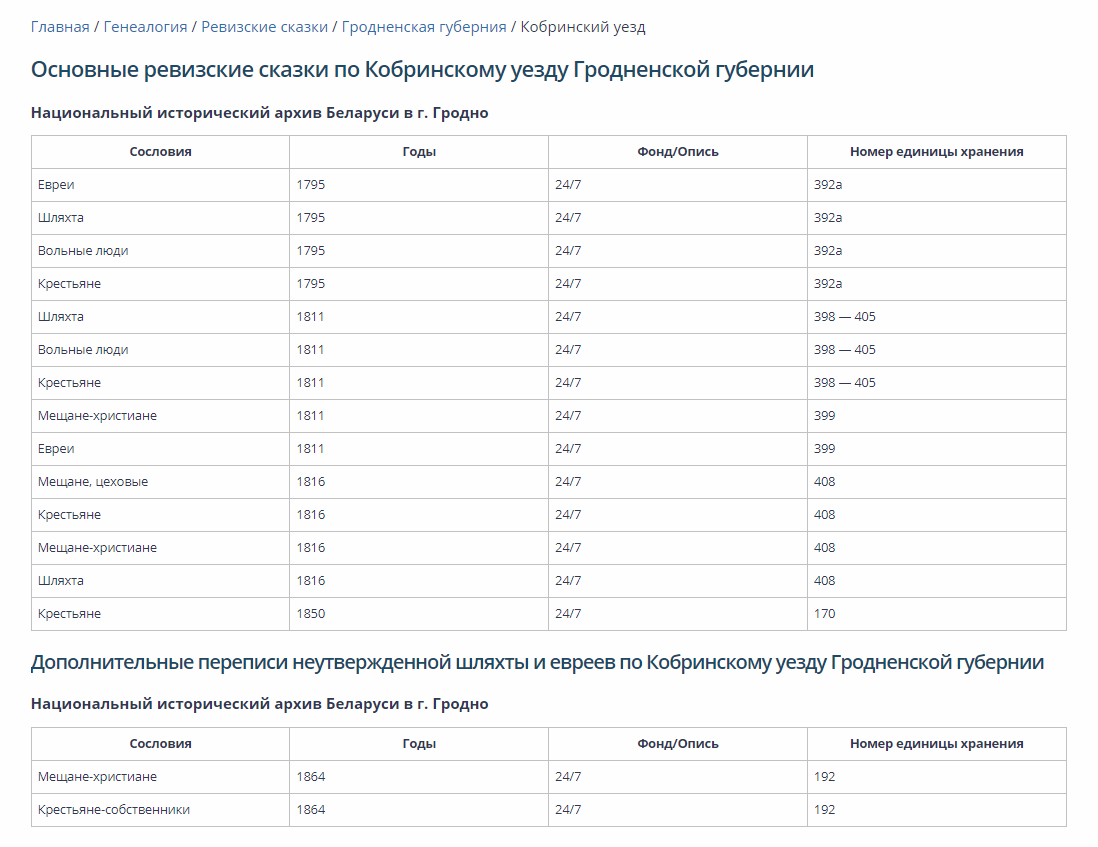 Главная / Генеалогия / Ревизские сказки / Гродненская губерния / Кобринский уезд
Основные ревизские сказки по Кобринскому уезду Гродненской губернии
Национальный исторический архив Беларуси в г. Гродно
Сословия Годы Фонд/Опись Номер единицы хранения
Евреи 1795 24/7 392а
Шляхта 1795 24/7 392а
Вольные люди 1795 24/7 392а
Крестьяне 1795 24/7 392а
Шляхта 1811 24/7 398 — 405
Вольные люди 1811 24/7 398 — 405
Крестьяне 1811 24/7 398 — 405
Мещане-христиане 1811 24/7 399
Евреи 1811 24/7 399
Мещане, цеховые 1816 24/7 408
Крестьяне 1816 24/7 408
Мещане-христиане 1816 24/7 408
Шляхта 1816 24/7 408
Крестьяне 1850 24/7 170
Дополнительные переписи неутвержденной шляхты и евреев по Кобринскому уезду Гродненской губернии
Национальный исторический архив Беларуси в г. Гродно
Сословия Годы Фонд/Опись Номер единицы хранения
Мещане-христиане 1864 24/7 192
Крестьяне-собственники 1864 24/7 192